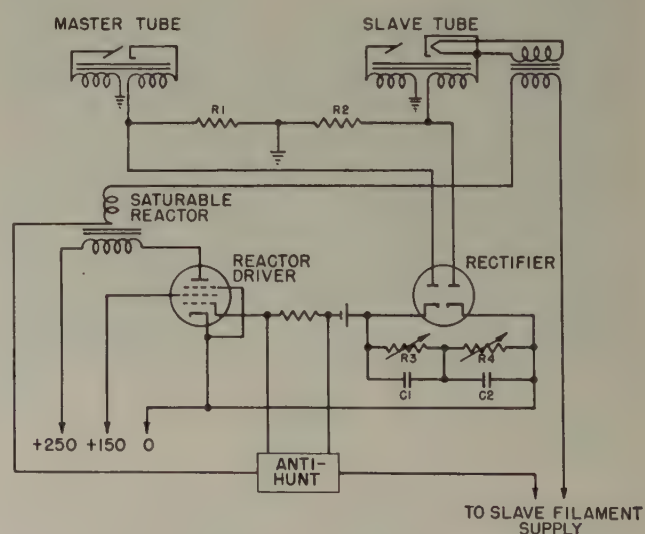 MASTER TUBE
SLAVE TUBE
R1
R2
SATURABLE
REACTOR
REACTOR
DRIVER
RECTIFIER
R3
R4
C1
C2
+250 +150 0
ANTI-
HUNT
TO SLAVE FILAMENT
SUPPLY